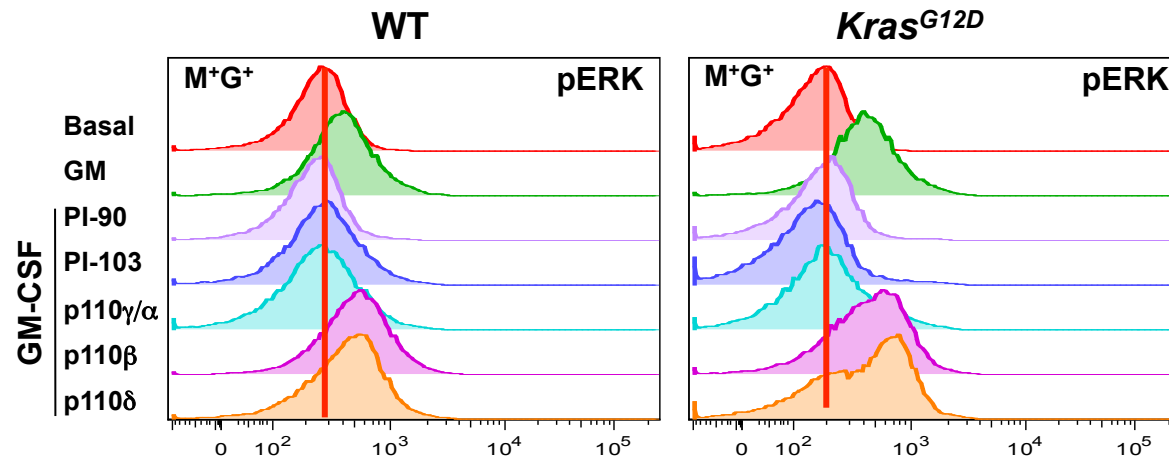 WT
Kras^G12D
M⁺G⁺
pERK
M⁺G⁺
pERK
Basal
GM
PI-90
PI-103
p110γ/α
p110β
p110δ
GM-CSF
0 10² 10³ 10⁴ 10⁵
0 10² 10³ 10⁴ 10⁵